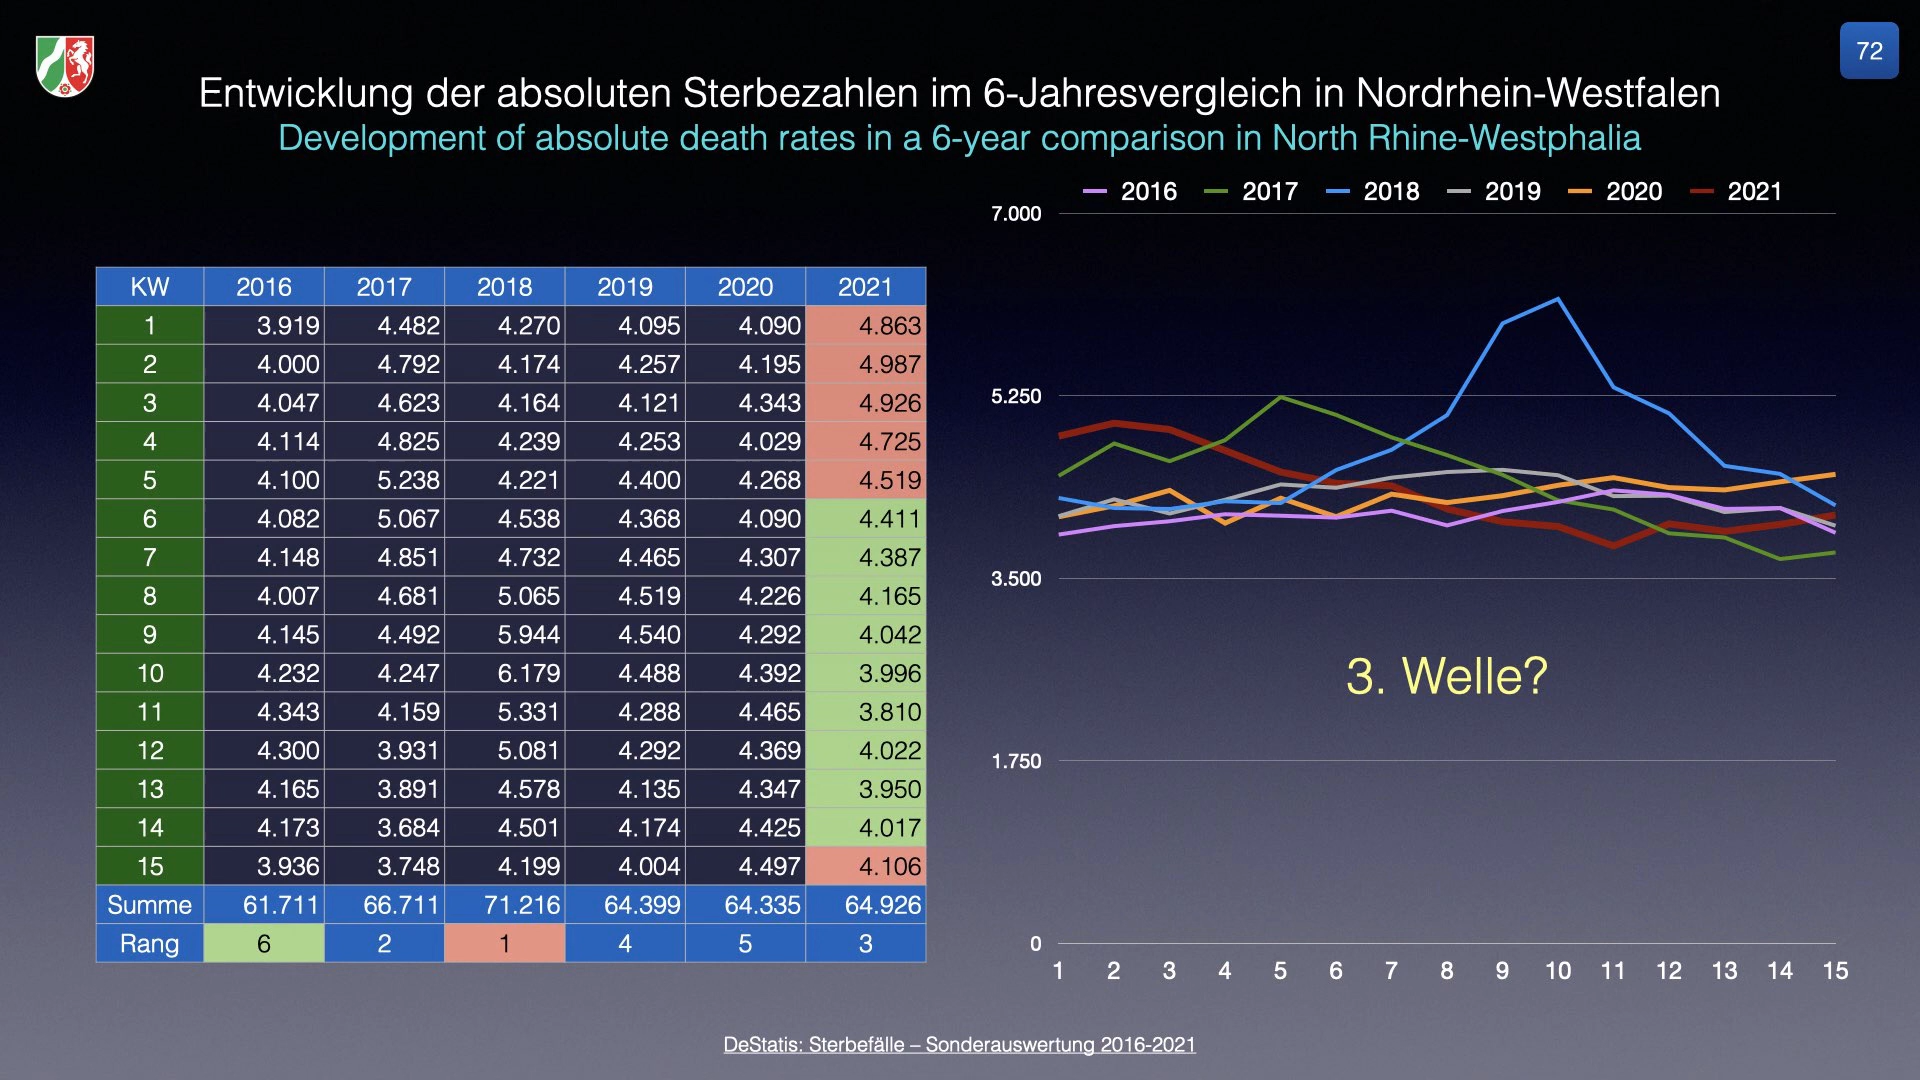 72
Entwicklung der absoluten Sterbezahlen im 6-Jahresvergleich in Nordrhein-Westfalen
Development of absolute death rates in a 6-year comparison in North Rhine-Westphalia
KW 2016 2017 2018 2019 2020 2021
1 3.919 4.482 4.270 4.095 4.090 4.863
2 4.000 4.792 4.174 4.257 4.195 4.987
3 4.047 4.623 4.164 4.121 4.343 4.926
4 4.114 4.825 4.239 4.253 4.029 4.725
5 4.100 5.238 4.221 4.400 4.268 4.519
6 4.082 5.067 4.538 4.368 4.090 4.411
7 4.148 4.851 4.732 4.465 4.307 4.387
8 4.007 4.681 5.065 4.519 4.226 4.165
9 4.145 4.492 5.944 4.540 4.292 4.042
10 4.232 4.247 6.179 4.488 4.392 3.996
11 4.343 4.159 5.331 4.288 4.465 3.810
12 4.300 3.931 5.081 4.292 4.369 4.022
13 4.165 3.891 4.578 4.135 4.347 3.950
14 4.173 3.684 4.501 4.174 4.425 4.017
15 3.936 3.748 4.199 4.004 4.497 4.106
Summe 61.711 66.711 71.216 64.399 64.335 64.926
Rang 6 2 1 4 5 3
2016 2017 2018 2019 2020 2021
7.000
5.250
3.500
3. Welle?
1.750
0
1 2 3 4 5 6 7 8 9 10 11 12 13 14 15
DeStatis: Sterbefälle – Sonderauswertung 2016-2021